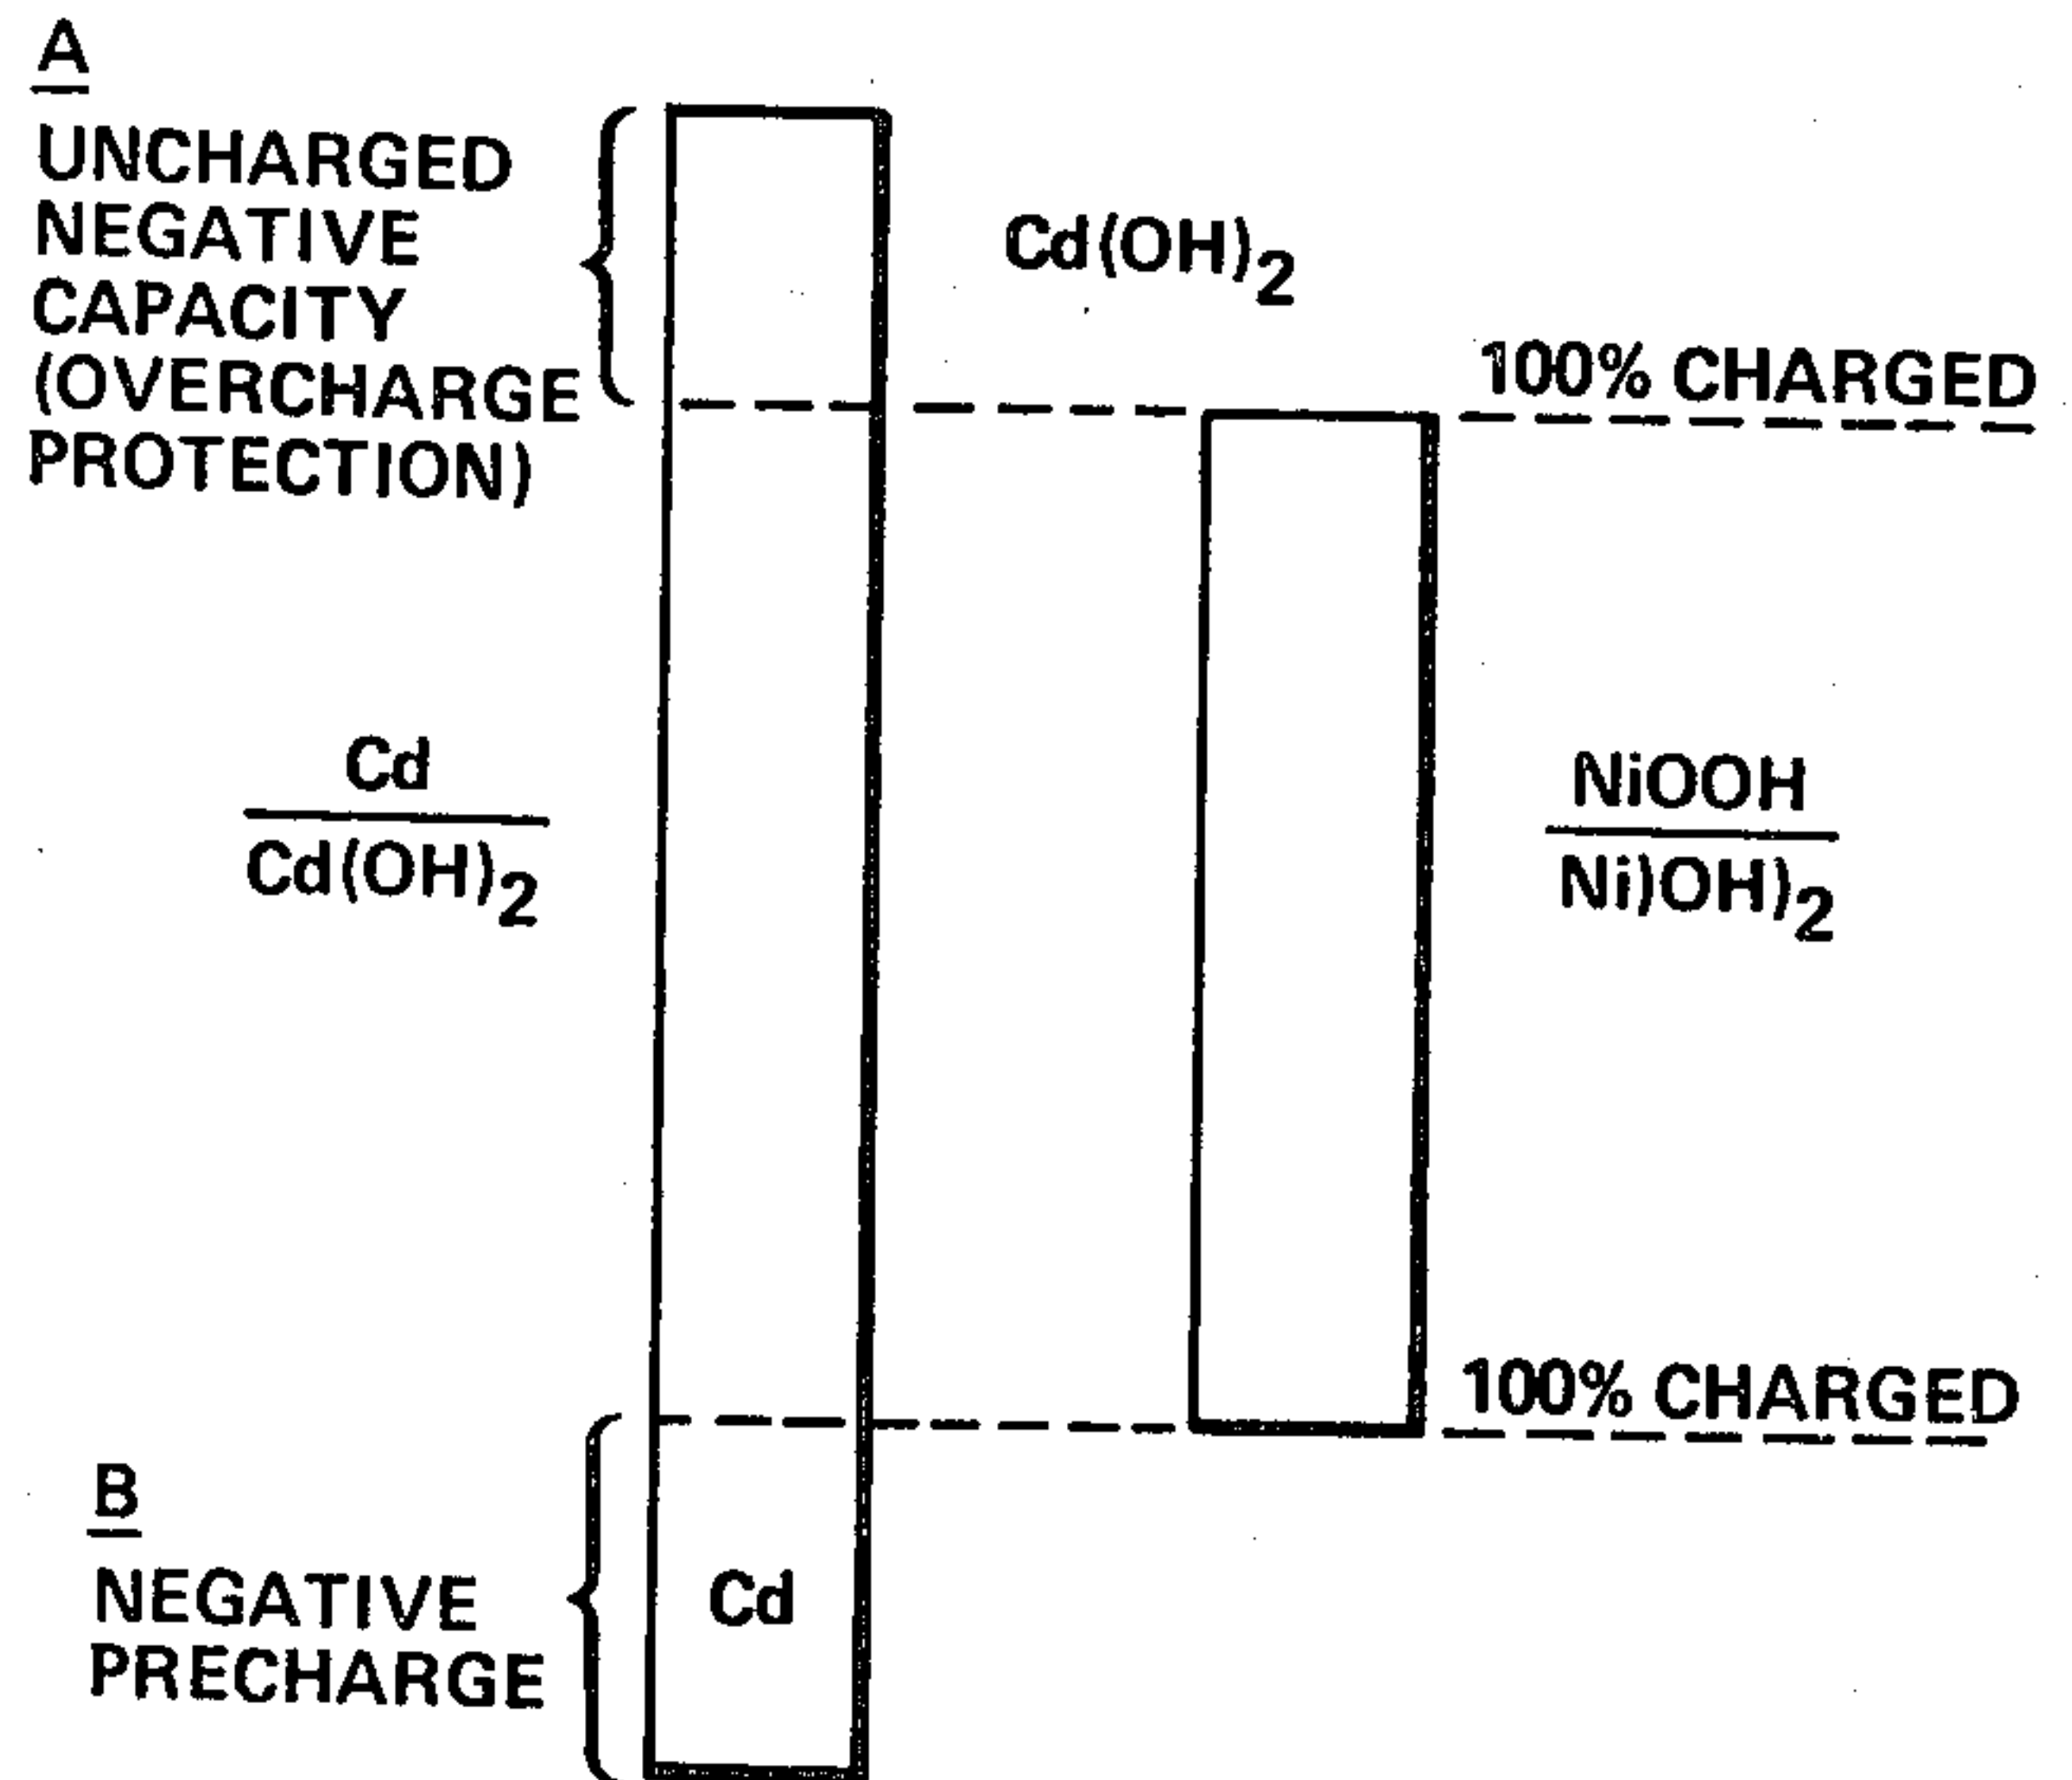 A
UNCHARGED
NEGATIVE
CAPACITY
(OVERCHARGE
PROTECTION)
Cd(OH)2
100% CHARGED
Cd
Cd(OH)2
NiOOH
Ni)OH)2
100% CHARGED
B
NEGATIVE
PRECHARGE
Cd